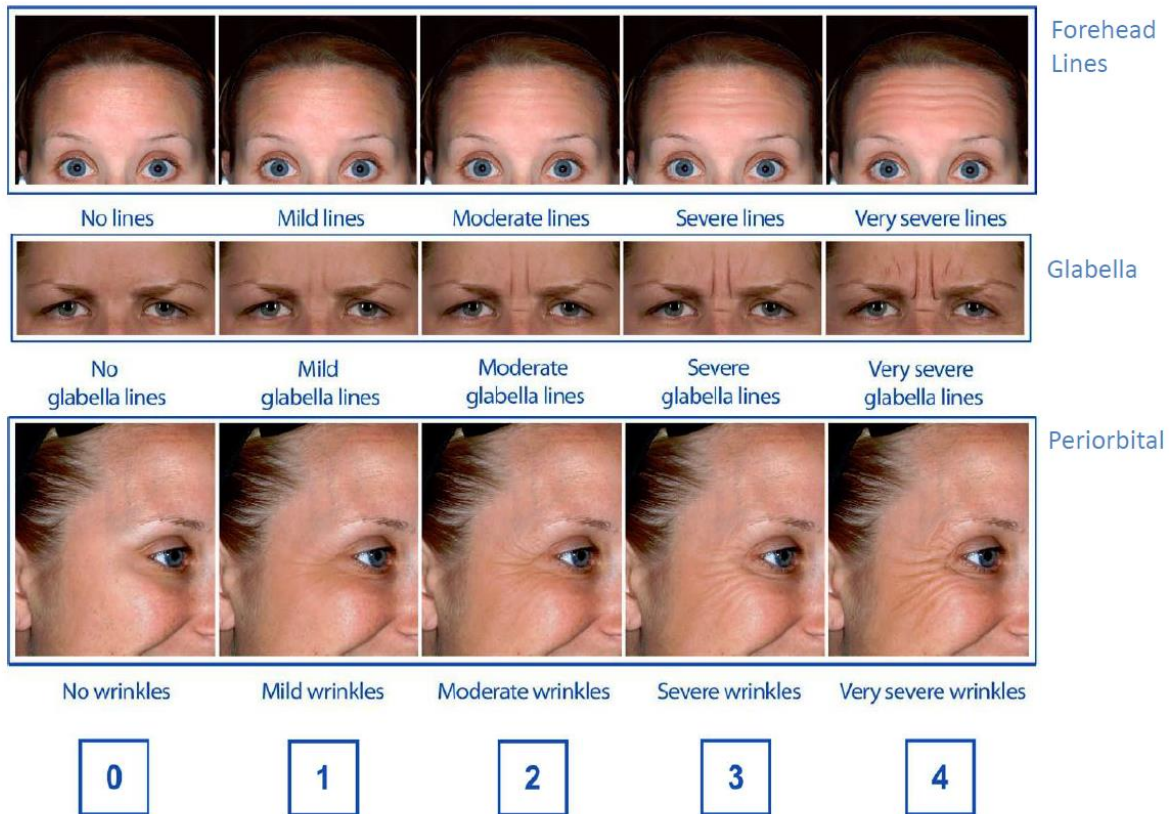 Forehead
Lines
No lines
Mild lines
Moderate lines
Severe lines
Very severe lines
Glabella
No
glabella lines
Mild
glabella lines
Moderate
glabella lines
Severe
glabella lines
Very severe
glabella lines
Periorbital
No wrinkles
Mild wrinkles
Moderate wrinkles
Severe wrinkles
Very severe wrinkles
0
1
2
3
4